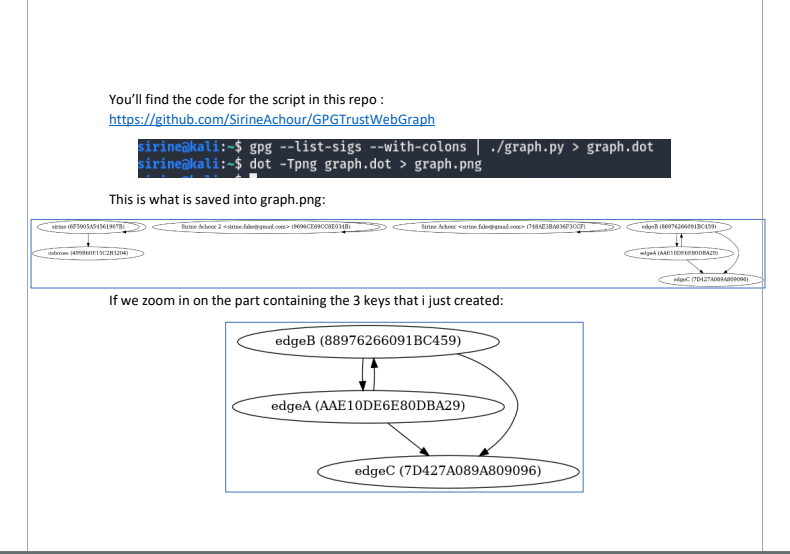 You’ll find the code for the script in this repo :
https://github.com/SirineAchour/GPGTrustWebGraph
sirine@kali:~$ gpg --list-sigs --with-colons | ./graph.py > graph.dot
sirine@kali:~$ dot -Tpng graph.dot > graph.png
This is what is saved into graph.png:
sirine (6F5905A54561907B) Sirine Achour 2 <sirine.fake@gmail.com> (9696CE69CC8E034B) Sirine Achour <sirine.fake@gmail.com> (748AE3BA836F3CCF) edgeB (88976266091BC459)
osboxes (499B60E15C2B3204) edgeA (AAE10DE6E80DBA29)
edgeC (7D427A089A809096)
If we zoom in on the part containing the 3 keys that i just created:
edgeB (88976266091BC459)
edgeA (AAE10DE6E80DBA29)
edgeC (7D427A089A809096)